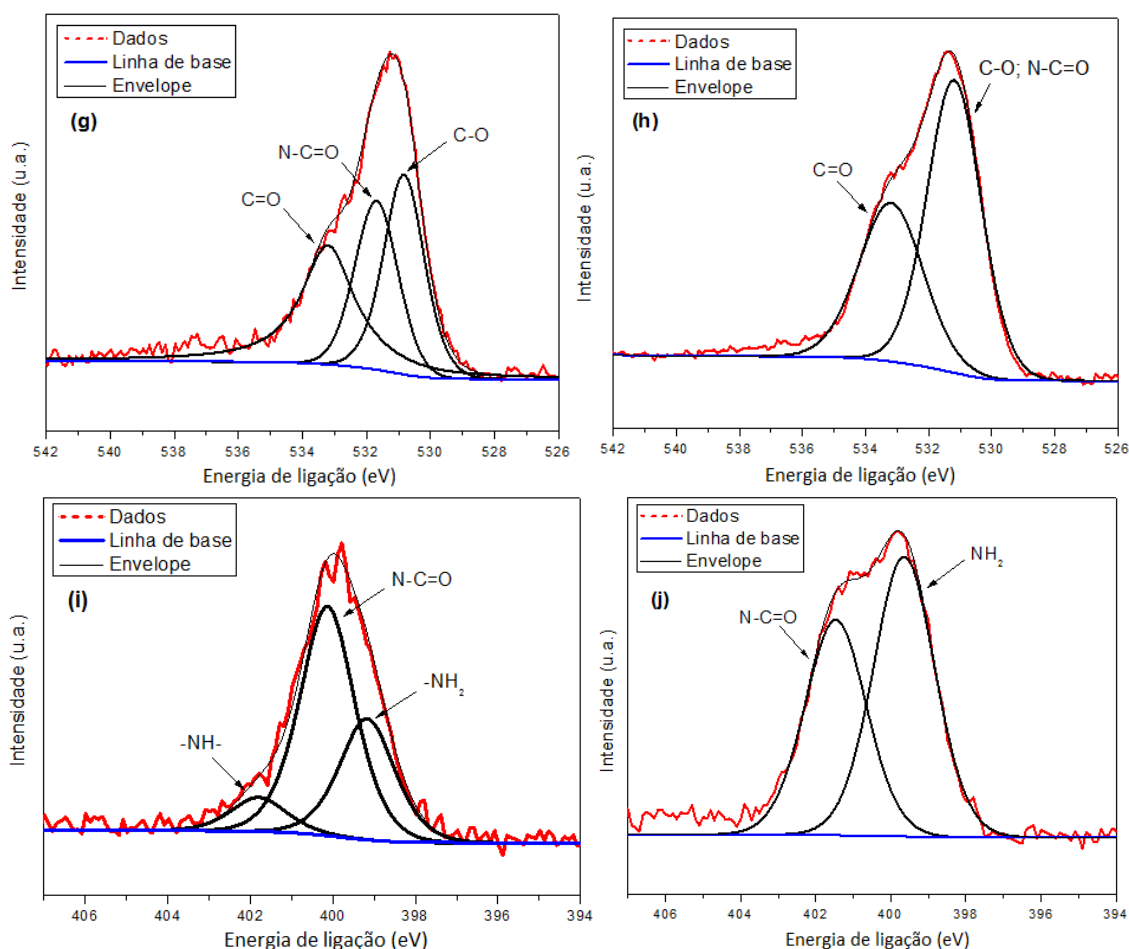 Dados
Linha de base
Envelope
(g)
C-O
N-C=O
C=O
Intensidade (u.a.)
542 540 538 536 534 532 530 528 526
Energia de ligação (eV)
Dados
Linha de base
Envelope
(h)
C-O; N-C=O
C=O
Intensidade (u.a.)
542 540 538 536 534 532 530 528 526
Energia de ligação (eV)
Dados
Linha de base
Envelope
(i)
N-C=O
-NH₂
-NH-
Intensidade (u.a.)
406 404 402 400 398 396 394
Energia de ligação (eV)
Dados
Linha de base
Envelope
(j)
NH₂
N-C=O
Intensidade (u.a.)
406 404 402 400 398 396 394
Energia de ligação (eV)